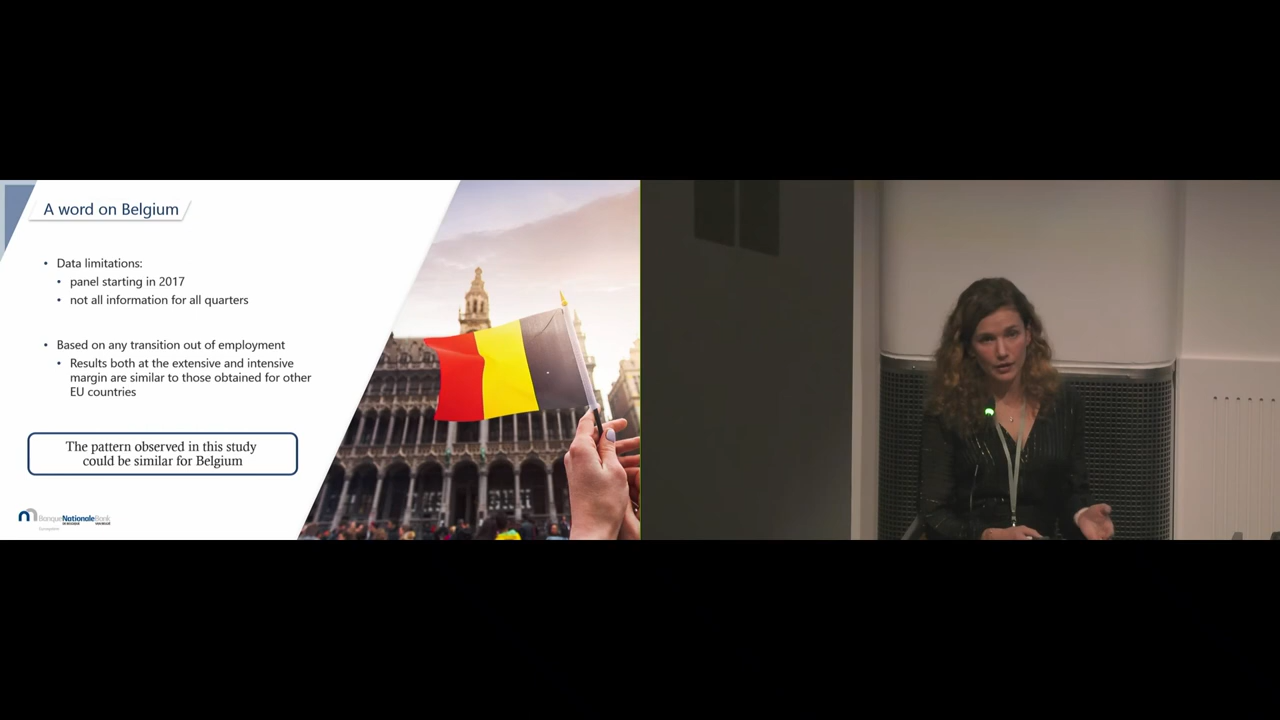 A word on Belgium
• Data limitations:
• panel starting in 2017
• not all information for all quarters
• Based on any transition out of employment
• Results both at the extensive and intensive
margin are similar to those obtained for other
EU countries
The pattern observed in this study
could be similar for Belgium
BanqueNationaleBank
Eurosystem